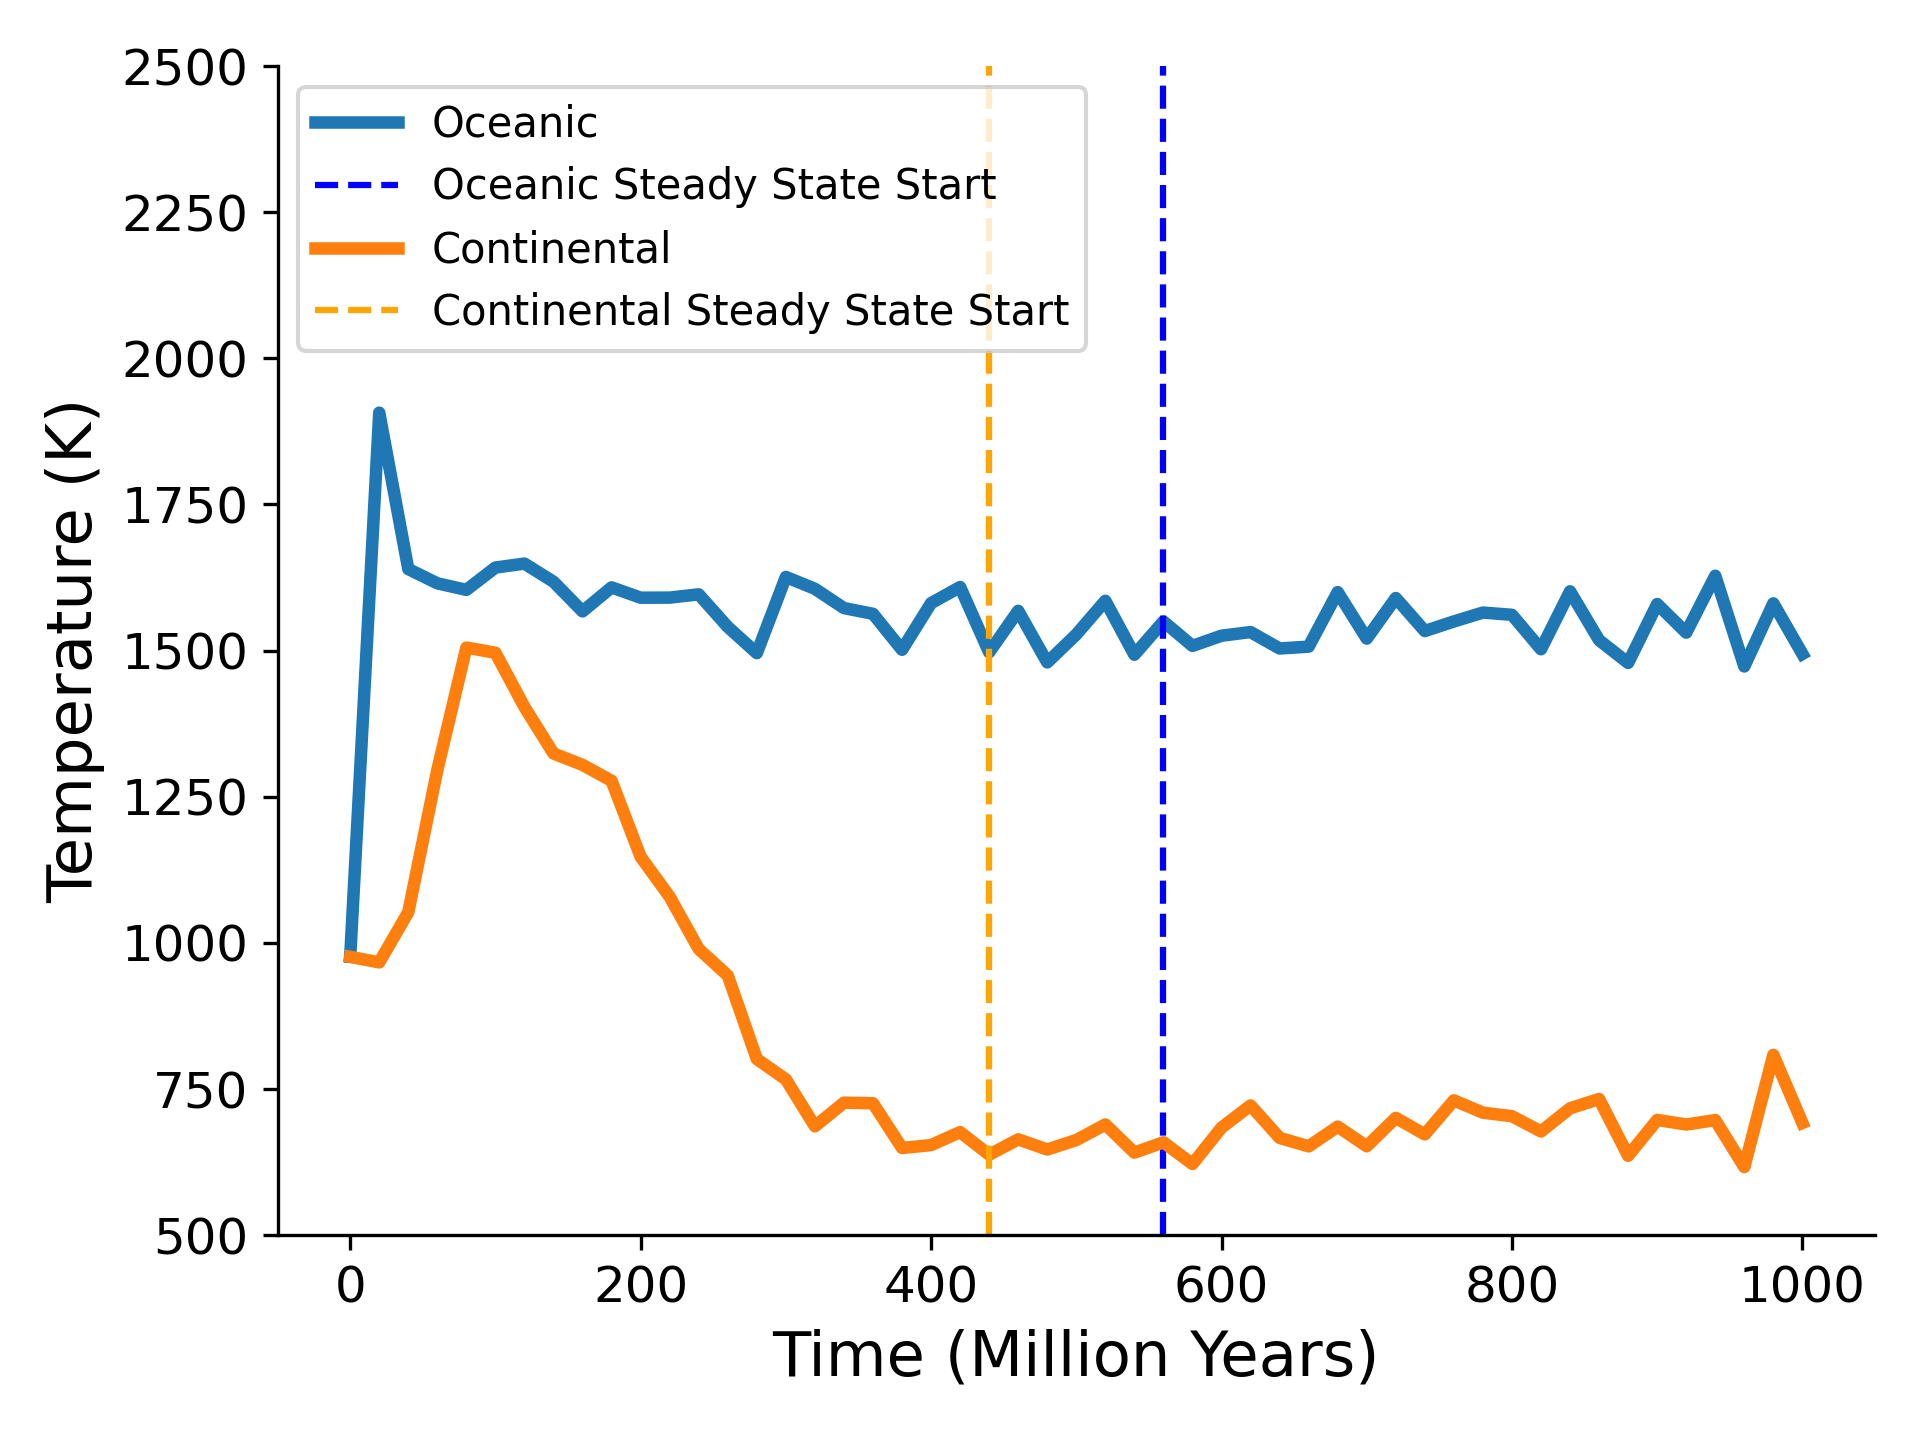 2500
2250
2000
1750
1500
1250
1000
750
500
Temperature (K)
Oceanic
Oceanic Steady State Start
Continental
Continental Steady State Start
0 200 400 600 800 1000
Time (Million Years)